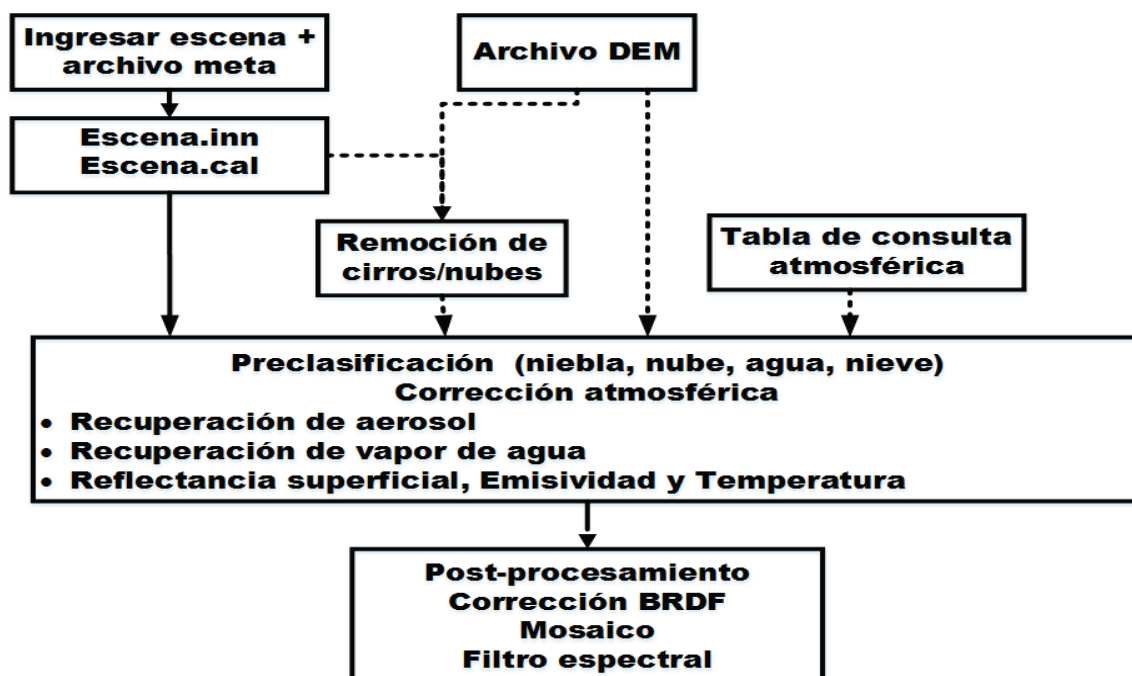 Ingresar escena +
archivo meta
Archivo DEM
Escena.inn
Escena.cal
Remoción de
cirros/nubes
Tabla de consulta
atmosférica
Preclasificación (niebla, nube, agua, nieve)
Corrección atmosférica
• Recuperación de aerosol
• Recuperación de vapor de agua
• Reflectancia superficial, Emisividad y Temperatura
Post-procesamiento
Corrección BRDF
Mosaico
Filtro espectral